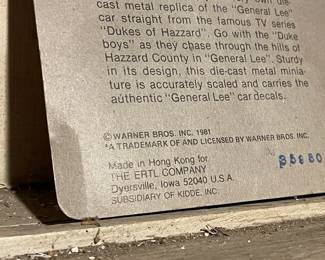 cast metal replica of the "General Lee"
car straight from the famous TV series
"Dukes of Hazzard". Go with the "Duke
boys" as they chase through the hills of
Hazzard County in "General Lee". Sturdy
in its design, this die-cast metal minia-
ture is accurately scaled and carries the
authentic "General Lee" car decals.
©WARNER BROS. INC. 1981
*A TRADEMARK OF AND LICENSED BY WARNER BROS. INC.
Made in Hong Kong for
THE ERTL COMPANY
Dyersville, Iowa 52040 U.S.A.
SUBSIDIARY OF KIDDE, INC.